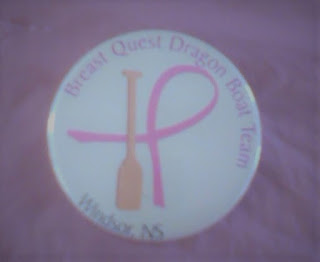 Breast Quest Dragon Boat Team
Windsor, NS